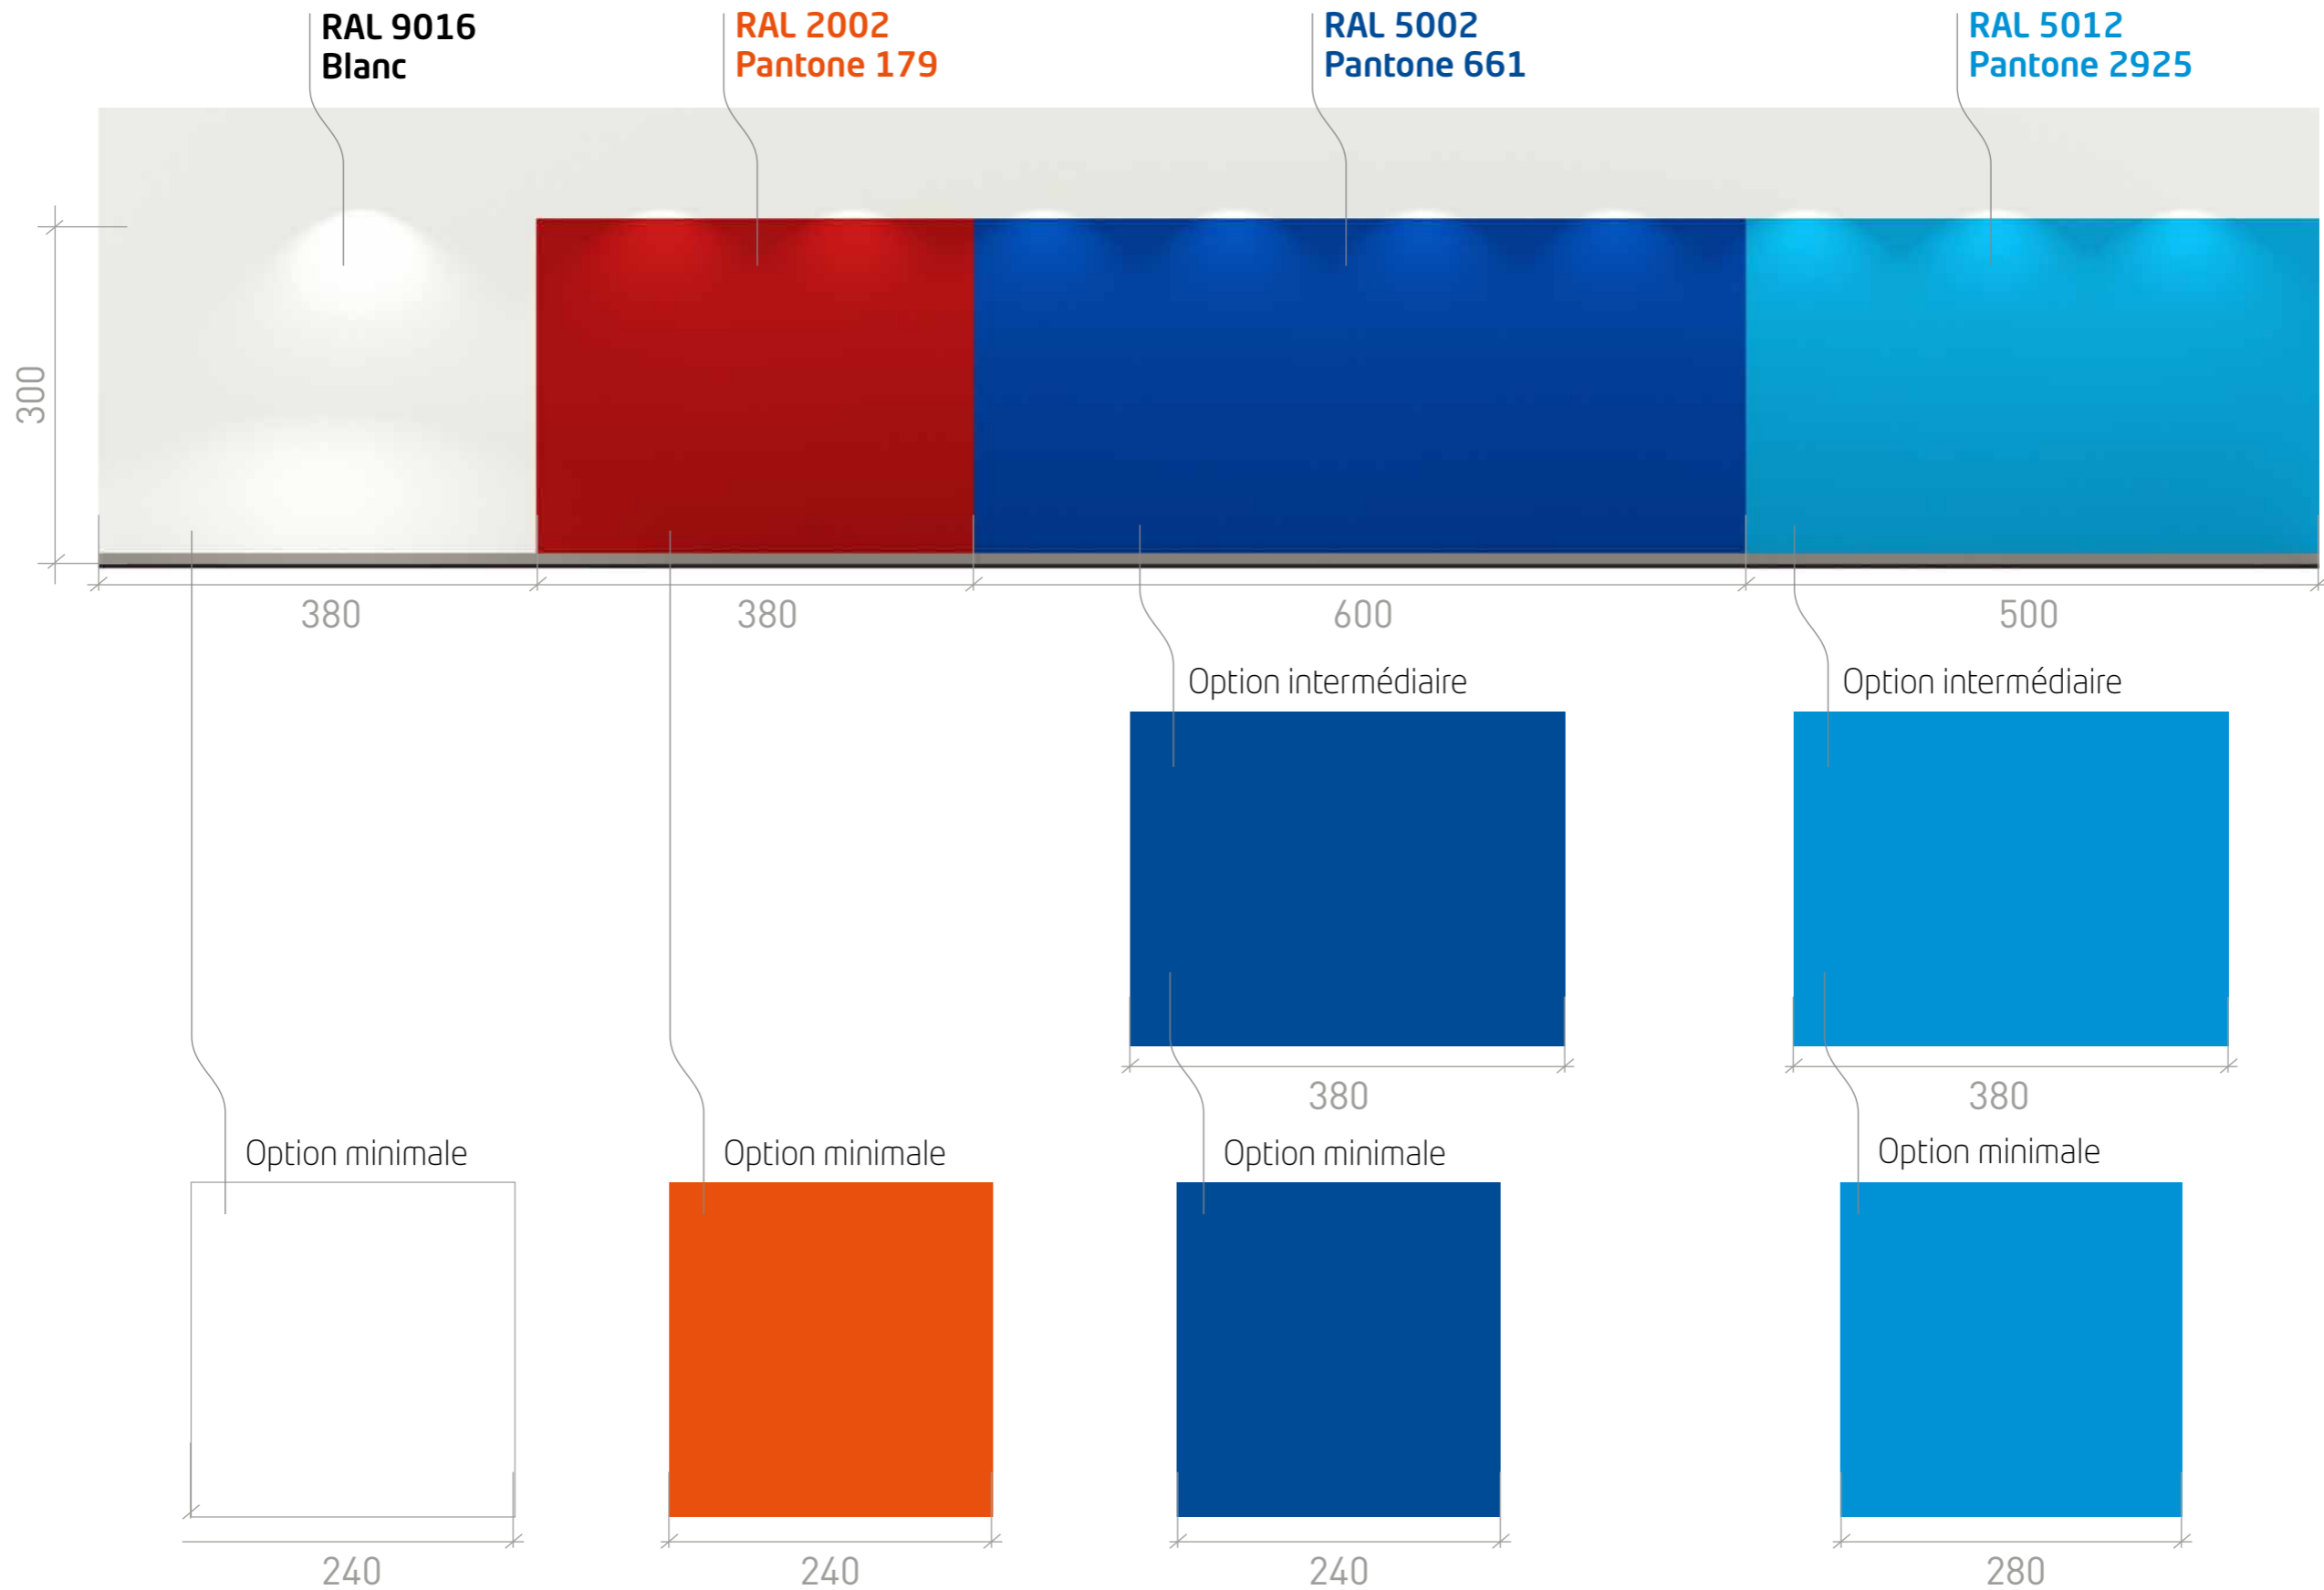 RAL 9016
Blanc
RAL 2002
Pantone 179
RAL 5002
Pantone 661
RAL 5012
Pantone 2925
300
380
380
600
500
Option intermédiaire
Option intermédiaire
380
380
Option minimale
Option minimale
Option minimale
Option minimale
240
240
240
280